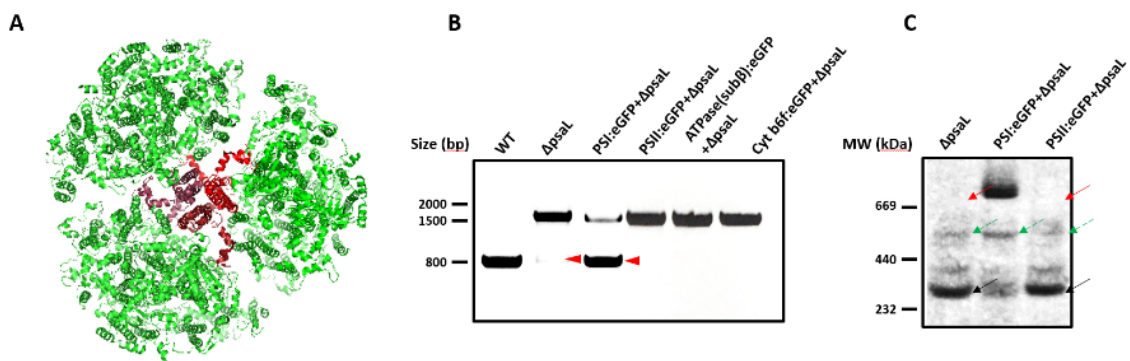 A
B
C
WT
ΔpsaL
PSI:eGFP+ΔpsaL
PSII:eGFP+ΔpsaL
ATPase(subβ):eGFP
+ΔpsaL
Cyt b6f:eGFP+ΔpsaL
Size (bp)
2000
1500
800
ΔpsaL
PSI:eGFP+ΔpsaL
PSII:eGFP+ΔpsaL
MW (kDa)
669
440
232